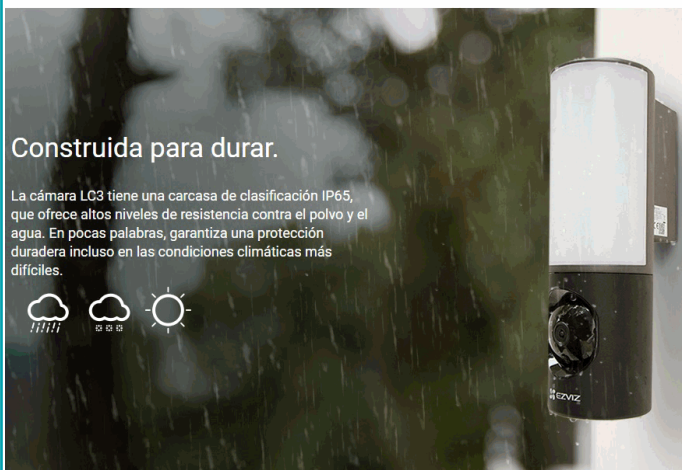 Construida para durar.
La cámara LC3 tiene una carcasa de clasificación IP65,
que ofrece altos niveles de resistencia contra el polvo y el
agua. En pocas palabras, garantiza una protección
duradera incluso en las condiciones climáticas más
difíciles.
EZVIZ